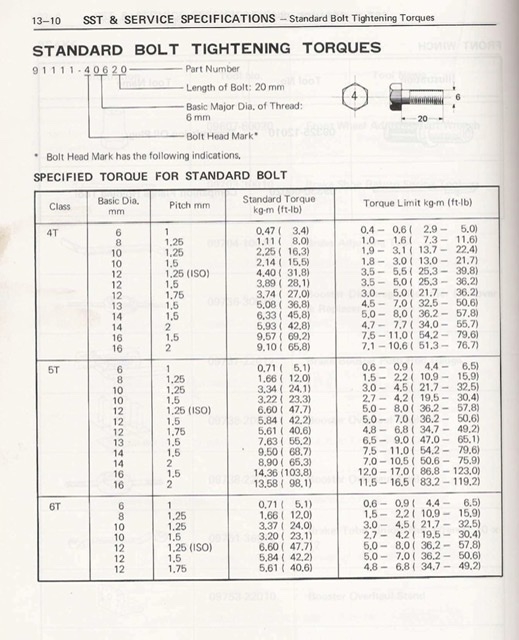 13-10 SST & SERVICE SPECIFICATIONS – Standard Bolt Tightening Torques
STANDARD BOLT TIGHTENING TORQUES
91111-40620 Part Number
Length of Bolt: 20 mm
Basic Major Dia, of Thread:
6 mm
Bolt Head Mark*
4
6
20
* Bolt Head Mark has the following indications.
SPECIFIED TORQUE FOR STANDARD BOLT
Class Basic Dia. mm Pitch mm Standard Torque kg-m (ft-lb) Torque Limit kg-m (ft-lb)
4T 6 1 0.47 ( 3.4) 0.4 – 0.6 ( 2.9 – 5.0)
8 1.25 1.11 ( 8.0) 1.0 – 1.6 ( 7.3 – 11.6)
10 1.25 2.25 ( 16.3) 1.9 – 3.1 ( 13.7 – 22.4)
10 1.5 2.14 ( 15.5) 1.8 – 3.0 ( 13.0 – 21.7)
12 1.25 (ISO) 4.40 ( 31.8) 3.5 – 5.5 ( 25.3 – 39.8)
12 1.5 3.89 ( 28.1) 3.5 – 5.0 ( 25.3 – 36.2)
12 1.75 3.74 ( 27.0) 3.0 – 5.0 ( 21.7 – 36.2)
13 1.5 5.08 ( 36.8) 4.5 – 7.0 ( 32.5 – 50.6)
14 1.5 6.33 ( 45.8) 5.0 – 8.0 ( 36.2 – 57.8)
14 2 5.93 ( 42.8) 4.7 – 7.7 ( 34.0 – 55.7)
16 1.5 9.57 ( 69.2) 7.5 – 11.0 ( 54.2 – 79.6)
16 2 9.10 ( 65.8) 7.1 – 10.6 ( 51.3 – 76.7)
5T 6 1 0.71 ( 5.1) 0.6 – 0.9 ( 4.4 – 6.5)
8 1.25 1.66 ( 12.0) 1.5 – 2.2 ( 10.9 – 15.9)
10 1.25 3.34 ( 24.1) 3.0 – 4.5 ( 21.7 – 32.5)
10 1.5 3.22 ( 23.3) 2.7 – 4.2 ( 19.5 – 30.4)
12 1.25 (ISO) 6.60 ( 47.7) 5.0 – 8.0 ( 36.2 – 57.8)
12 1.5 5.84 ( 42.2) 5.0 – 7.0 ( 36.2 – 50.6)
12 1.75 5.61 ( 40.6) 4.8 – 6.8 ( 34.7 – 49.2)
13 1.5 7.63 ( 55.2) 6.5 – 9.0 ( 47.0 – 65.1)
14 1.5 9.50 ( 68.7) 7.5 – 11.0 ( 54.2 – 79.6)
14 2 8.90 ( 65.3) 7.0 – 10.5 ( 50.6 – 75.9)
16 1.5 14.36 (103.8) 12.0 – 17.0 ( 86.8 – 123.0)
16 2 13.58 ( 98.1) 11.5 – 16.5 ( 83.2 – 119.2)
6T 6 1 0.71 ( 5.1) 0.6 – 0.9 ( 4.4 – 6.5)
8 1.25 1.66 ( 12.0) 1.5 – 2.2 ( 10.9 – 15.9)
10 1.25 3.37 ( 24.0) 3.0 – 4.5 ( 21.7 – 32.5)
10 1.5 3.20 ( 23.1) 2.7 – 4.2 ( 19.5 – 30.4)
12 1.25 (ISO) 6.60 ( 47.7) 5.0 – 8.0 ( 36.2 – 57.8)
12 1.5 5.84 ( 42.2) 5.0 – 7.0 ( 36.2 – 50.6)
12 1.75 5.61 ( 40.6) 4.8 – 6.8 ( 34.7 – 49.2)